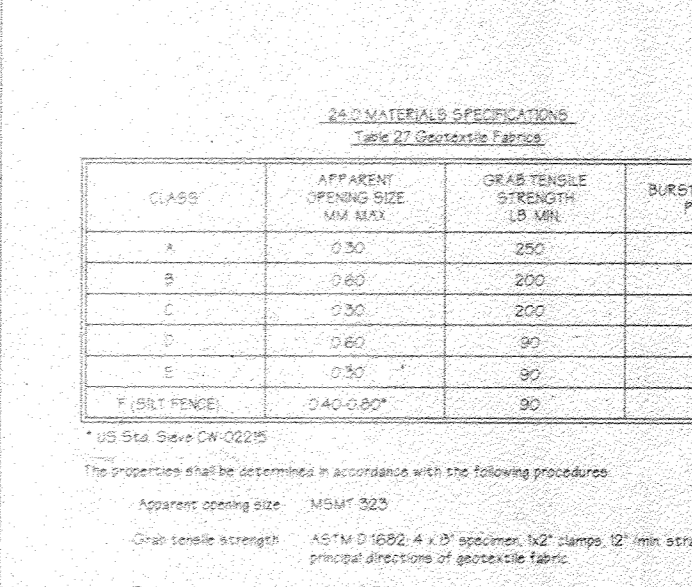 24.0 MATERIALS SPECIFICATIONS
Table 27 Geotextile Fabrics
CLASS APPARENT OPENING SIZE MM. MAX. GRAB TENSILE STRENGTH LB. MIN. BURST
A 0.30 250
B 0.60 200
C 0.30 200
D 0.60 90
E 0.30 90
F (SILT FENCE) 0.40-0.80* 90
* US Std. Sieve CW-02215
The properties shall be determined in accordance with the following procedures:
Apparent opening size MSMT 323
Grab tensile strength ASTM D 1682: 4 x 8" specimen, 1x2" clamps, 12" /min. stra
principal directions of geotextile fabric.